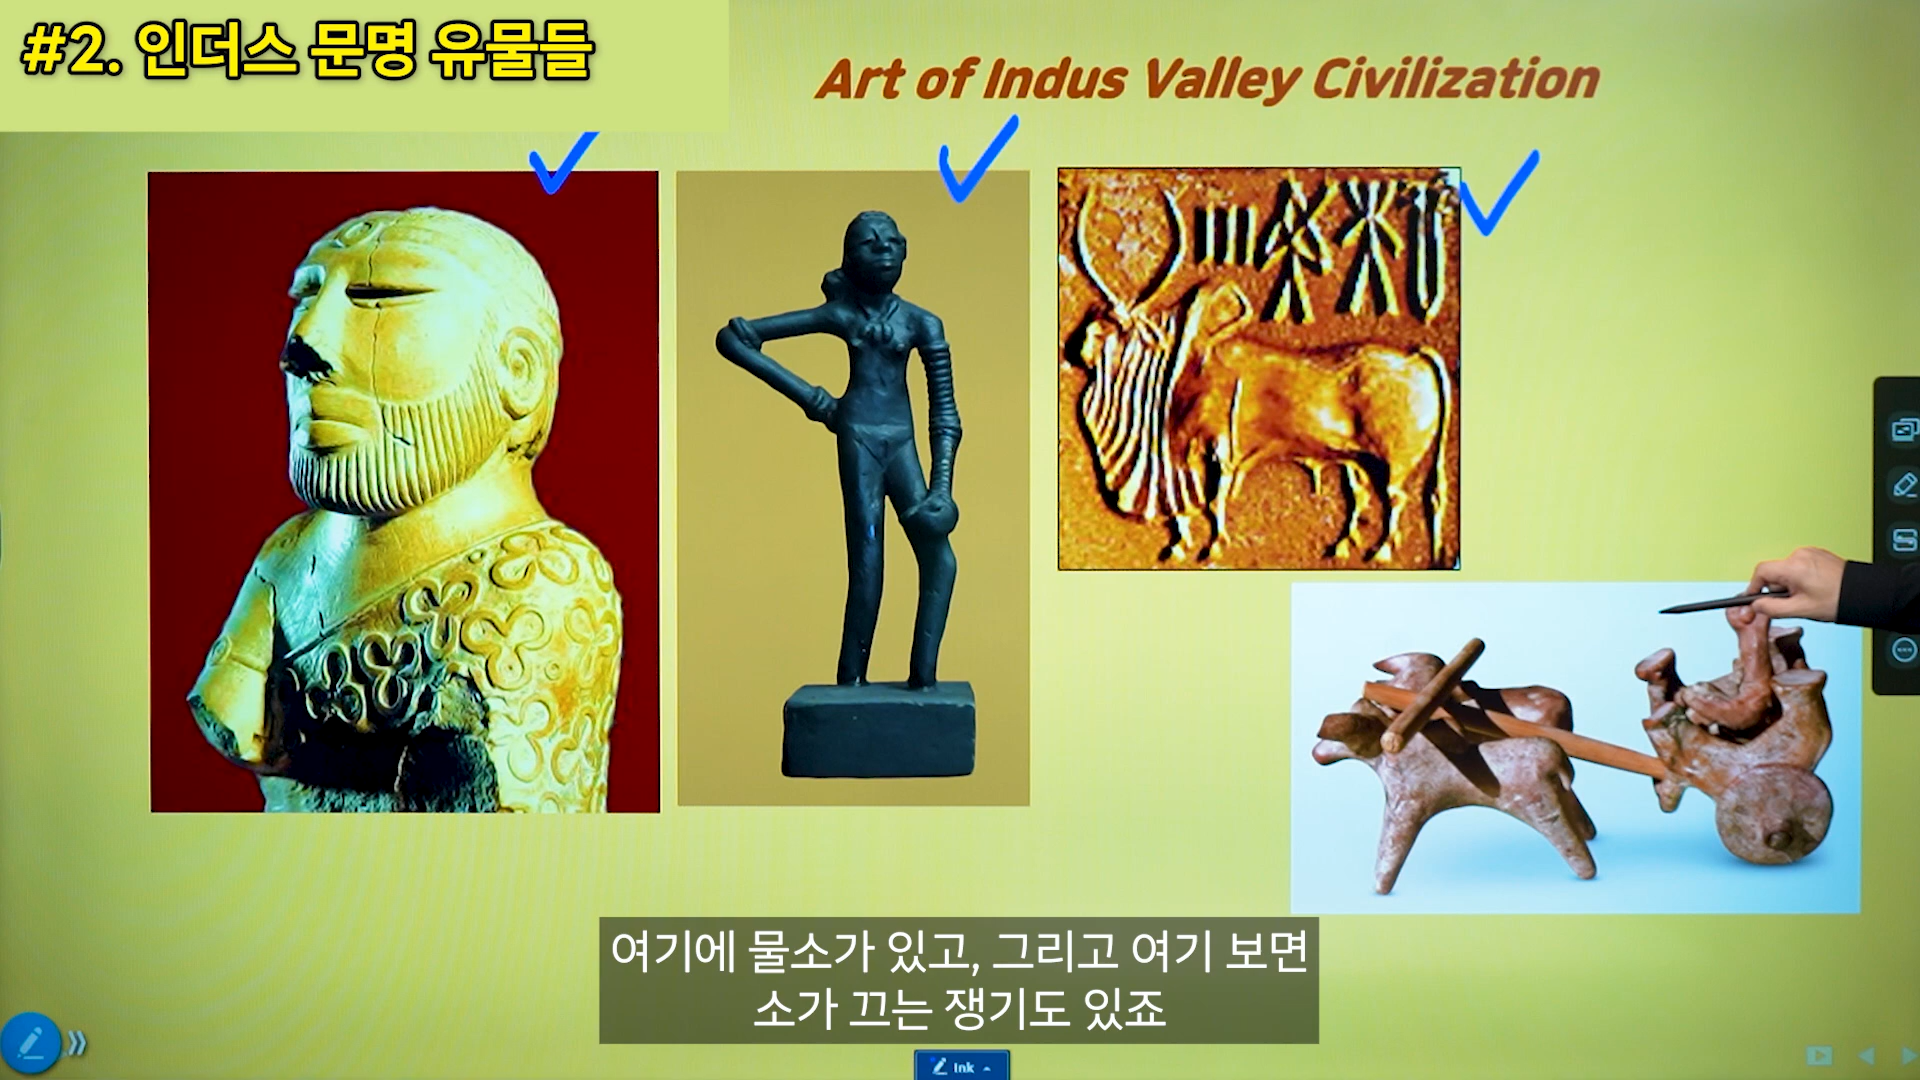 #2. 인더스 문명 유물들
Art of Indus Valley Civilization
여기에 물소가 있고, 그리고 여기 보면
소가 끄는 쟁기도 있죠
Ink